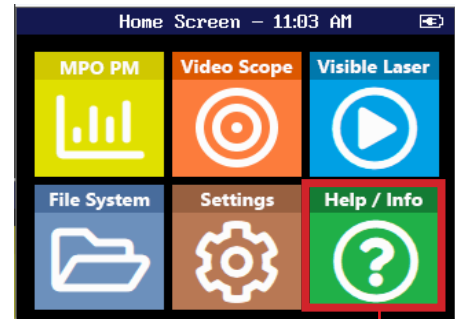 Home Screen – 11:03 AM
MPO PM
Video Scope
Visible Laser
File System
Settings
Help / Info
?